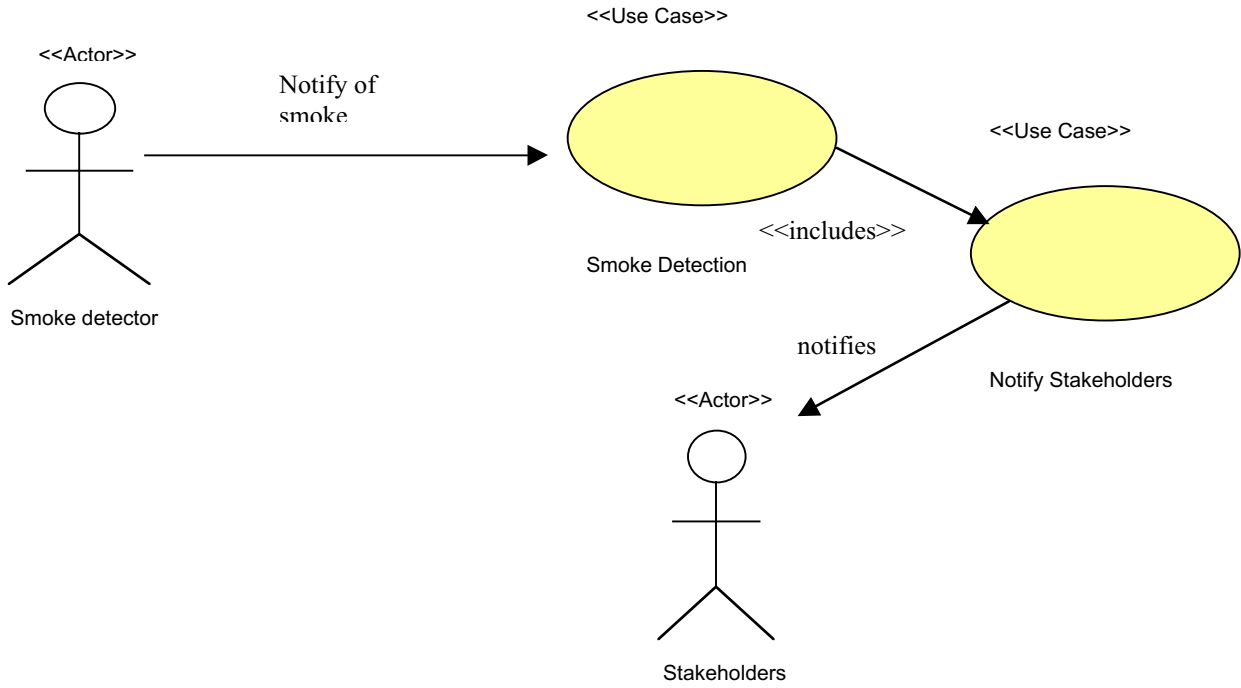 <<Use Case>>
<<Actor>>
Notify of
smoke
<<Use Case>>
<<includes>>
Smoke Detection
Smoke detector
notifies
Notify Stakeholders
<<Actor>>
Stakeholders